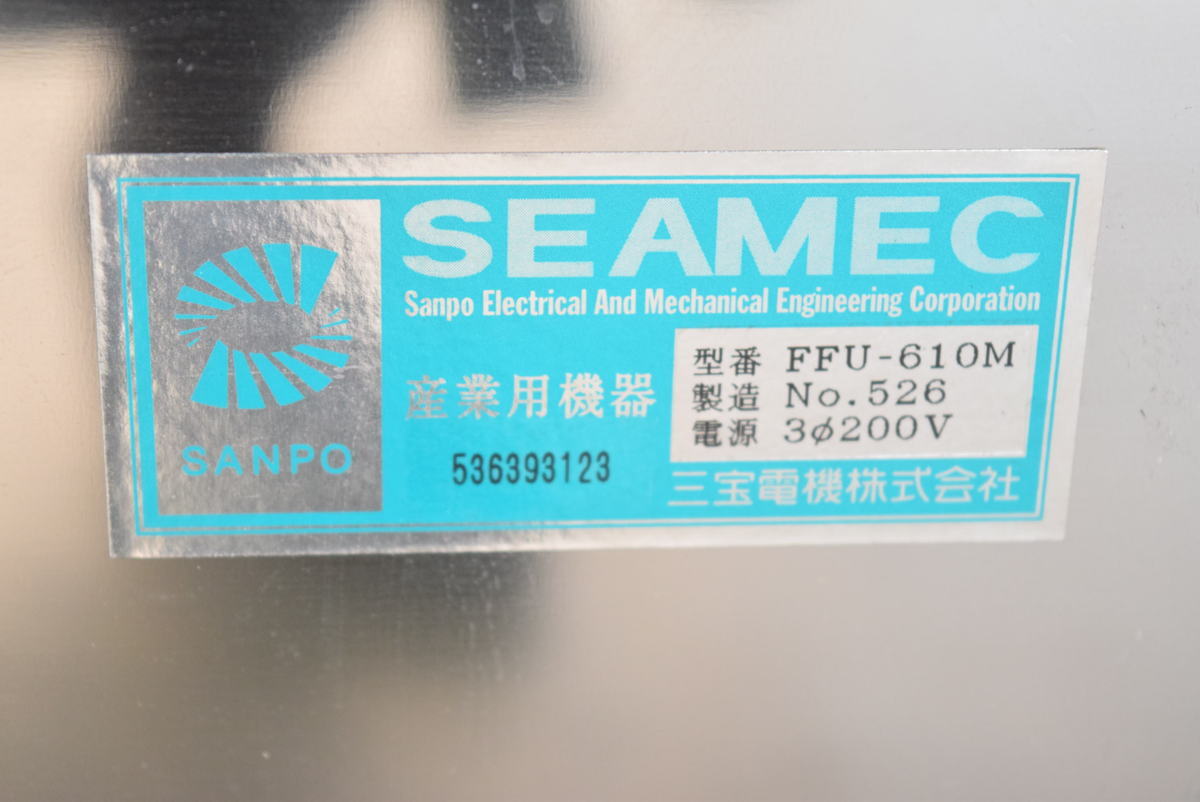 SEAMEC
Sanpo Electrical And Mechanical Engineering Corporation
SANPO
産業用機器
536393123
型番 FFU-610M
製造 No.526
電源 3φ200V
三宝電機株式会社